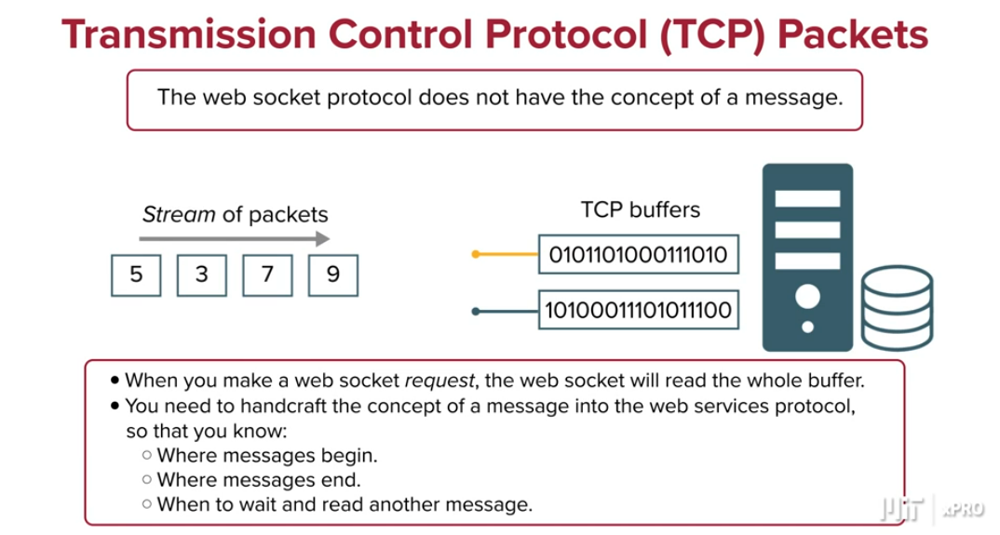 Transmission Control Protocol (TCP) Packets
The web socket protocol does not have the concept of a message.
Stream of packets
5 3 7 9
TCP buffers
0101101000111010
10100011101011100
• When you make a web socket request, the web socket will read the whole buffer.
• You need to handcraft the concept of a message into the web services protocol,
so that you know:
○ Where messages begin.
○ Where messages end.
○ When to wait and read another message.
MIT | xPRO